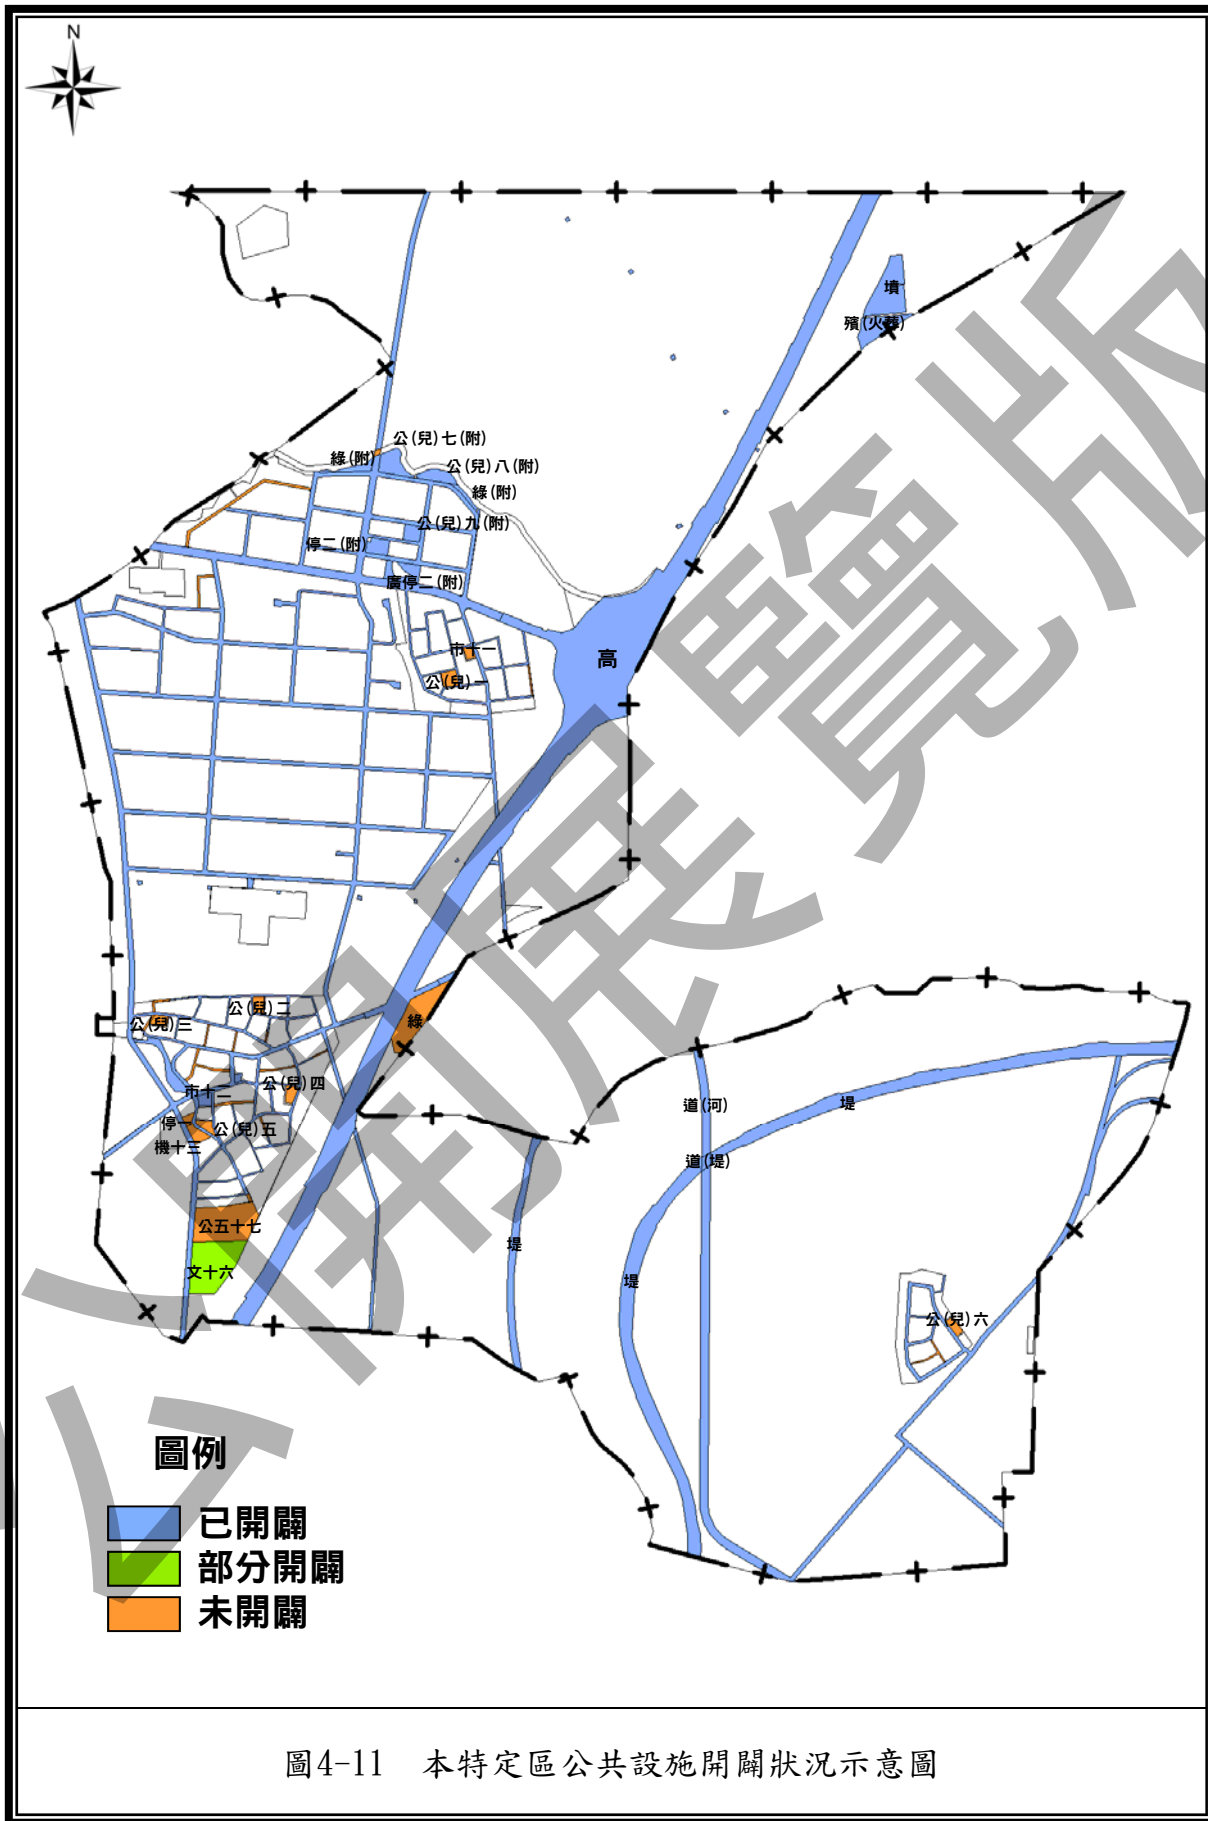 N
墳
殯(火葬)
公(兒)七(附)
綠(附)
公(兒)八(附)
綠(附)
公(兒)九(附)
停二(附)
廣停二(附)
市十一
高
公(兒)一
公(兒)二
公(兒)三
綠
公(兒)四
市十二
停一
公(兒)五
機十三
道(河)
堤
道(堤)
公五十七
堤
文十六
堤
公(兒)六
圖例
已開闢
部分開闢
未開闢
公開展覽版
圖4-11 本特定區公共設施開闢狀況示意圖